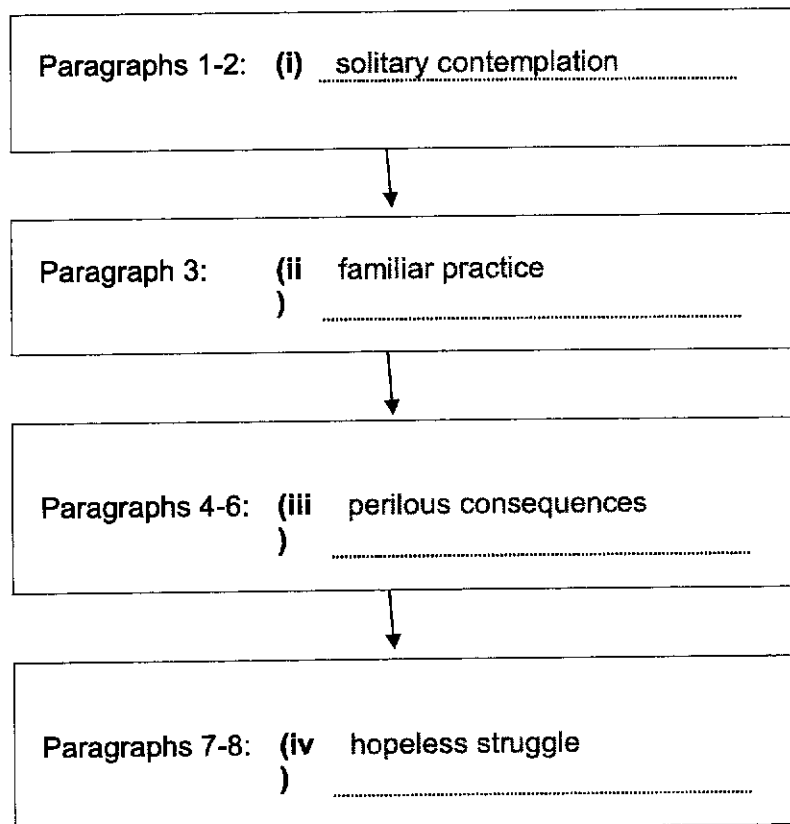 Paragraphs 1-2: (i) solitary contemplation
Paragraph 3: (ii familiar practice
)
Paragraphs 4-6: (iii perilous consequences
)
Paragraphs 7-8: (iv hopeless struggle
)